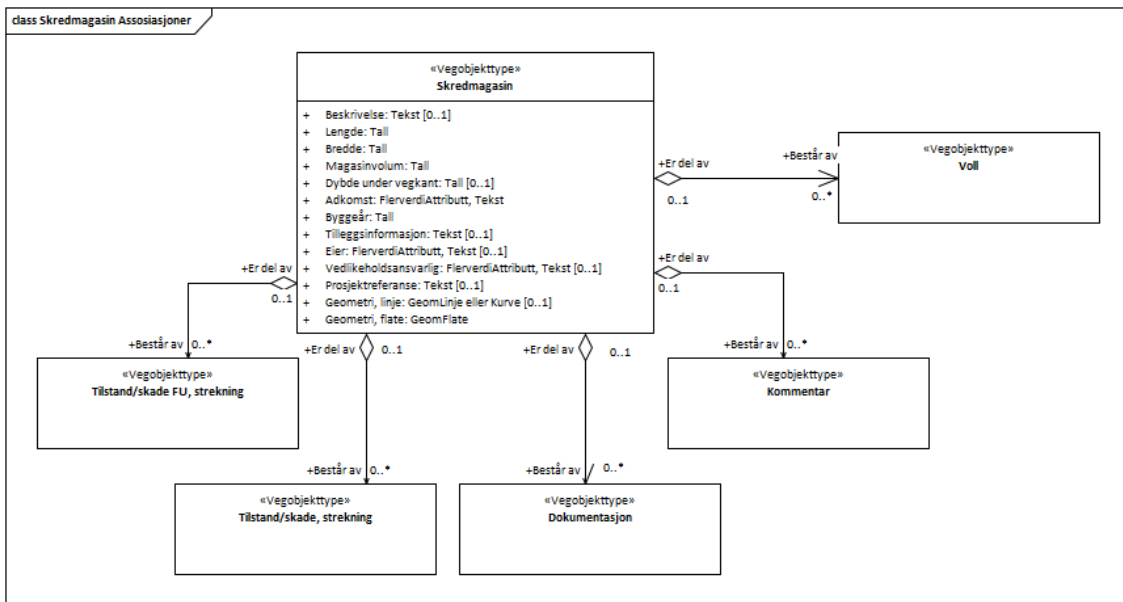 class Skredmagasin Assosiasjoner
«Vegobjekttype»
Skredmagasin
+ Beskrivelse: Tekst [0..1]
+ Lengde: Tall
+ Bredde: Tall
+ Magasinvolum: Tall
+ Dybde under vegkant: Tall [0..1]
+ Adkomst: FlerverdiAttributt, Tekst
+ Byggeår: Tall
+ Tilleggsinformasjon: Tekst [0..1]
+ Eier: FlerverdiAttributt, Tekst [0..1]
+ Vedlikeholdsansvarlig: FlerverdiAttributt, Tekst [0..1]
+ Prosjektreferanse: Tekst [0..1]
+ Geometri, linje: GeomLinje eller Kurve [0..1]
+ Geometri, flate: GeomFlate
+Er del av
0..1
+Består av
0..*
«Vegobjekttype»
Voll
+Er del av
0..1
+Består av 0..*
«Vegobjekttype»
Kommentar
+Er del av
0..1
+Består av 0..*
«Vegobjekttype»
Tilstand/skade FU, strekning
+Er del av 0..1
+Består av 0..*
«Vegobjekttype»
Tilstand/skade, strekning
+Er del av 0..1
+Består av 0..*
«Vegobjekttype»
Dokumentasjon